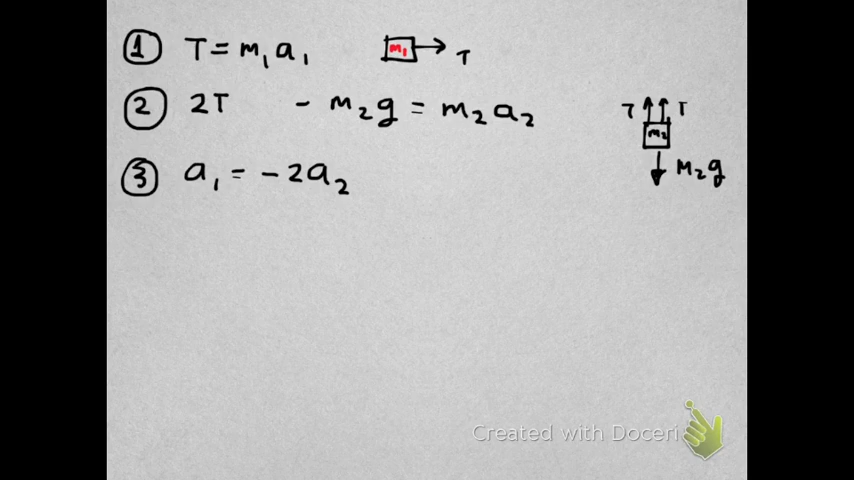 ① T = m₁a₁ m₁ T
② 2T - m₂g = m₂a₂ T T m₂
③ a₁ = -2a₂ m₂g
Created with Doceri